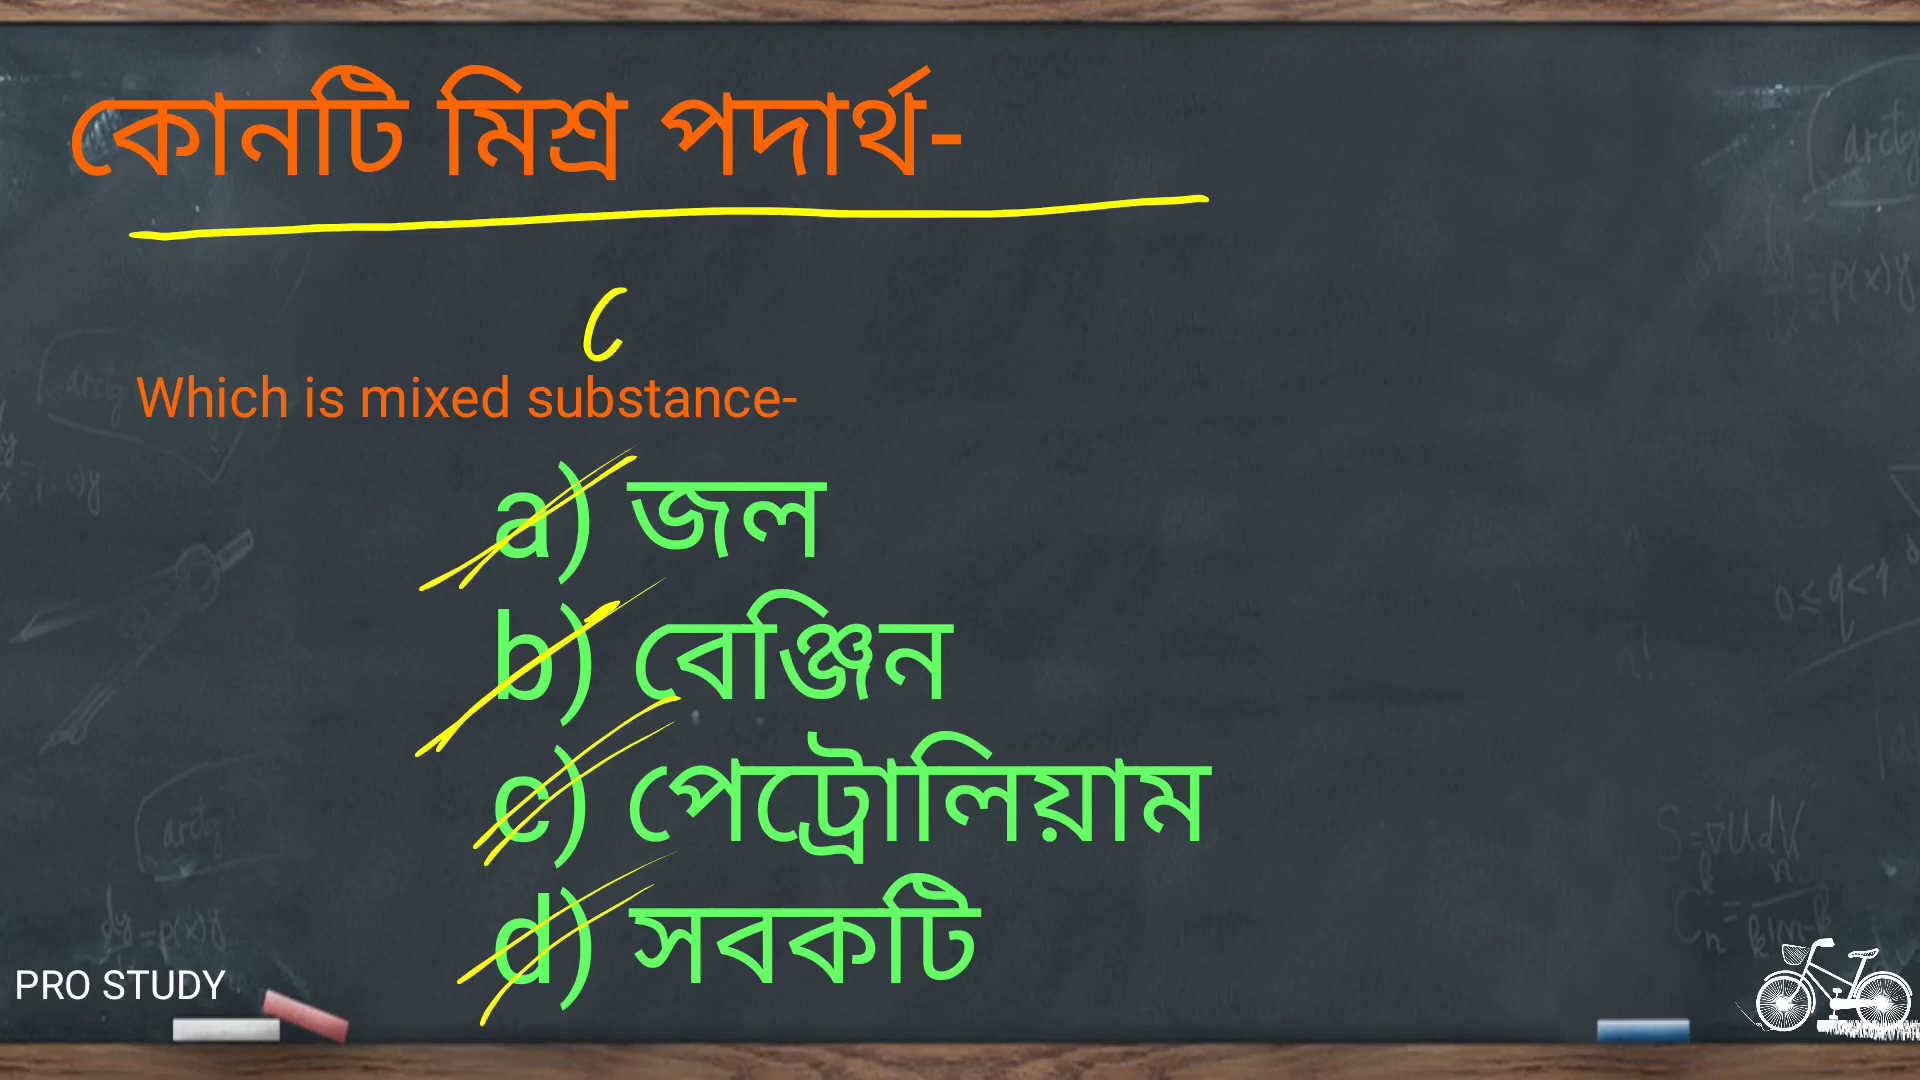 কোনটি মিশ্র পদার্থ-
c
Which is mixed substance-
a) জল
b) বেঞ্জিন
c) পেট্রোলিয়াম
d) সবকটি
PRO STUDY